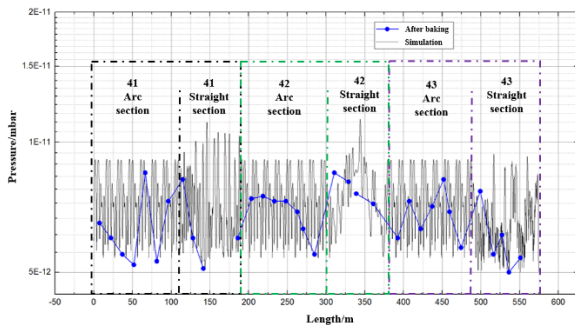 2E-11
1.5E-11
1E-11
5E-12
Pressure/mbar
After baking
Simulation
41
Arc
section
41
Straight
section
42
Arc
section
42
Straight
section
43
Arc
section
43
Straight
section
-50 0 50 100 150 200 250 300 350 400 450 500 550 600
Length/m